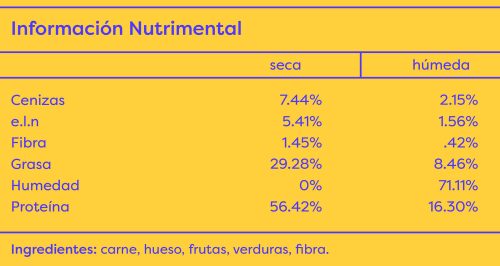 Información Nutrimental
seca húmeda
Cenizas 7.44% 2.15%
e.l.n 5.41% 1.56%
Fibra 1.45% .42%
Grasa 29.28% 8.46%
Humedad 0% 71.11%
Proteína 56.42% 16.30%
Ingredientes: carne, hueso, frutas, verduras, fibra.